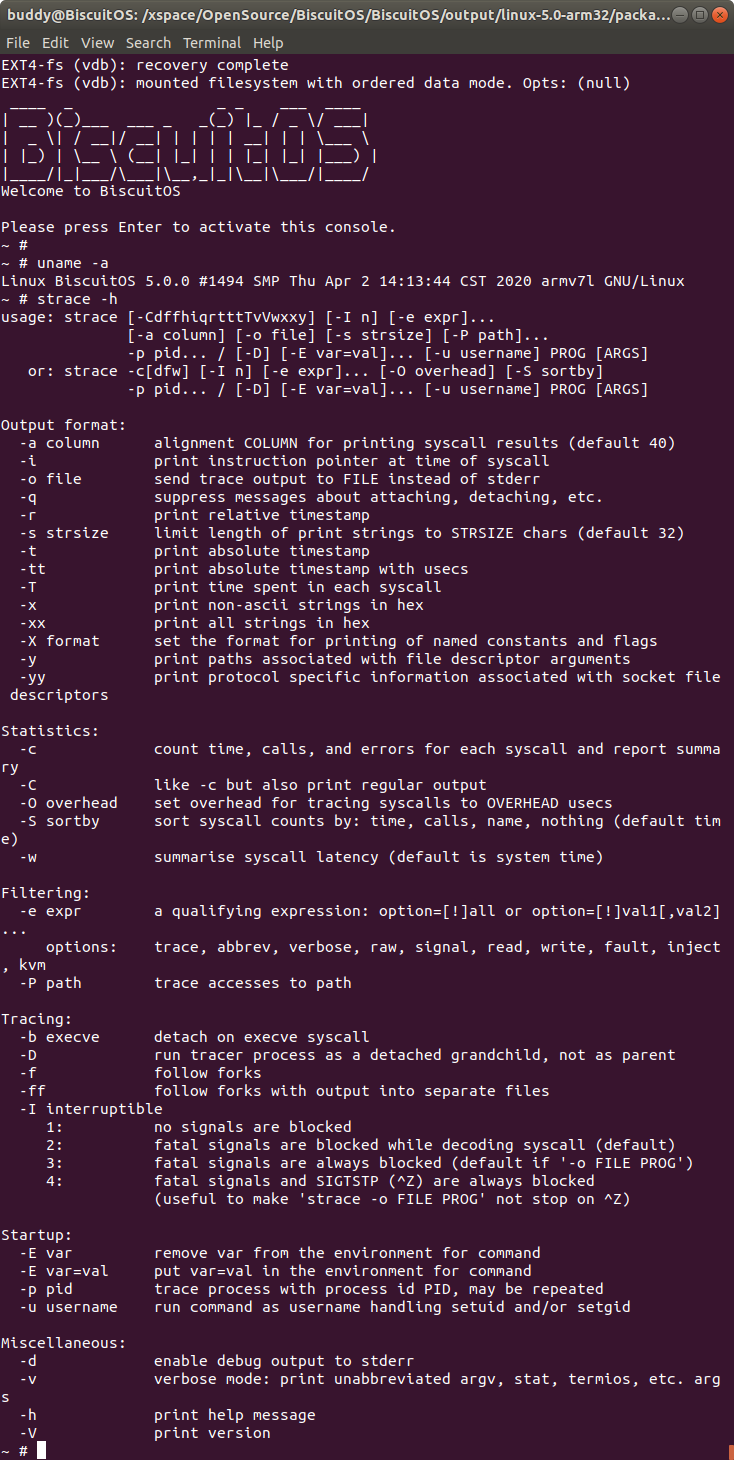 buddy@BiscuitOS: /xspace/OpenSource/BiscuitOS/BiscuitOS/output/linux-5.0-arm32/packa...
File Edit View Search Terminal Help
EXT4-fs (vdb): recovery complete
EXT4-fs (vdb): mounted filesystem with ordered data mode. Opts: (null)
 ____  _                _ _    ___  ____
| __ )(_)___  ___ _   _(_) |_ / _ \/ ___|
|  _ \| / __|/ __| | | | | __| | | \___ \
| |_) | \__ \ (__| |_| | | |_| |_| |___) |
|____/|_|___/\___|\__,_|_|\__|\___/|____/
Welcome to BiscuitOS
Please press Enter to activate this console.
~ #
~ # uname -a
Linux BiscuitOS 5.0.0 #1494 SMP Thu Apr 2 14:13:44 CST 2020 armv7l GNU/Linux
~ # strace -h
usage: strace [-CdffhiqrtttTvVwxxy] [-I n] [-e expr]...
              [-a column] [-o file] [-s strsize] [-P path]...
              -p pid... / [-D] [-E var=val]... [-u username] PROG [ARGS]
   or: strace -c[dfw] [-I n] [-e expr]... [-O overhead] [-S sortby]
              -p pid... / [-D] [-E var=val]... [-u username] PROG [ARGS]
Output format:
  -a column      alignment COLUMN for printing syscall results (default 40)
  -i             print instruction pointer at time of syscall
  -o file        send trace output to FILE instead of stderr
  -q             suppress messages about attaching, detaching, etc.
  -r             print relative timestamp
  -s strsize     limit length of print strings to STRSIZE chars (default 32)
  -t             print absolute timestamp
  -tt            print absolute timestamp with usecs
  -T             print time spent in each syscall
  -x             print non-ascii strings in hex
  -xx            print all strings in hex
  -X format      set the format for printing of named constants and flags
  -y             print paths associated with file descriptor arguments
  -yy            print protocol specific information associated with socket file
 descriptors
Statistics:
  -c             count time, calls, and errors for each syscall and report summa
ry
  -C             like -c but also print regular output
  -O overhead    set overhead for tracing syscalls to OVERHEAD usecs
  -S sortby      sort syscall counts by: time, calls, name, nothing (default tim
e)
  -w             summarise syscall latency (default is system time)
Filtering:
  -e expr        a qualifying expression: option=[!]all or option=[!]val1[,val2]
...
     options:    trace, abbrev, verbose, raw, signal, read, write, fault, inject
, kvm
  -P path        trace accesses to path
Tracing:
  -b execve      detach on execve syscall
  -D             run tracer process as a detached grandchild, not as parent
  -f             follow forks
  -ff            follow forks with output into separate files
  -I interruptible
     1:          no signals are blocked
     2:          fatal signals are blocked while decoding syscall (default)
     3:          fatal signals are always blocked (default if '-o FILE PROG')
     4:          fatal signals and SIGTSTP (^Z) are always blocked
                 (useful to make 'strace -o FILE PROG' not stop on ^Z)
Startup:
  -E var         remove var from the environment for command
  -E var=val     put var=val in the environment for command
  -p pid         trace process with process id PID, may be repeated
  -u username    run command as username handling setuid and/or setgid
Miscellaneous:
  -d             enable debug output to stderr
  -v             verbose mode: print unabbreviated argv, stat, termios, etc. arg
s
  -h             print help message
  -V             print version
~ #